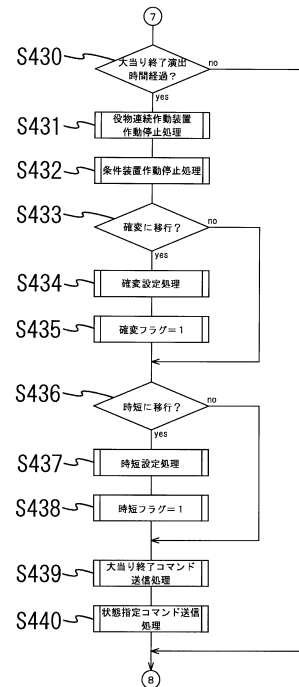 7
S430
大当り終了演出
時間経過？
no
yes
S431
役物連続作動装置
作動停止処理
S432
条件装置作動停止処理
S433
確変に移行？
no
yes
S434
確変設定処理
S435
確変フラグ＝1
S436
時短に移行？
no
yes
S437
時短設定処理
S438
時短フラグ＝1
S439
大当り終了コマンド
送信処理
S440
状態指定コマンド送信
処理
8